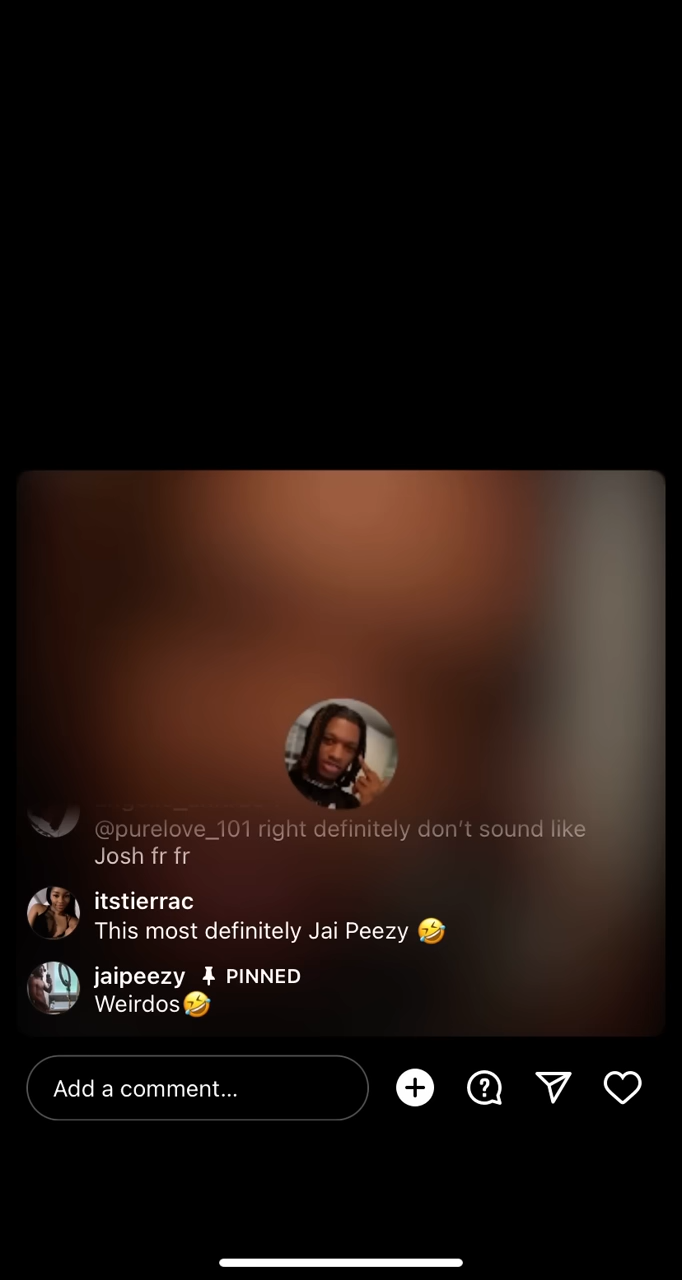 @purelove_101 right definitely don't sound like
Josh fr fr
itstierrac
This most definitely Jai Peezy 🤣
jaipeezy PINNED
Weirdos🤣
Add a comment...